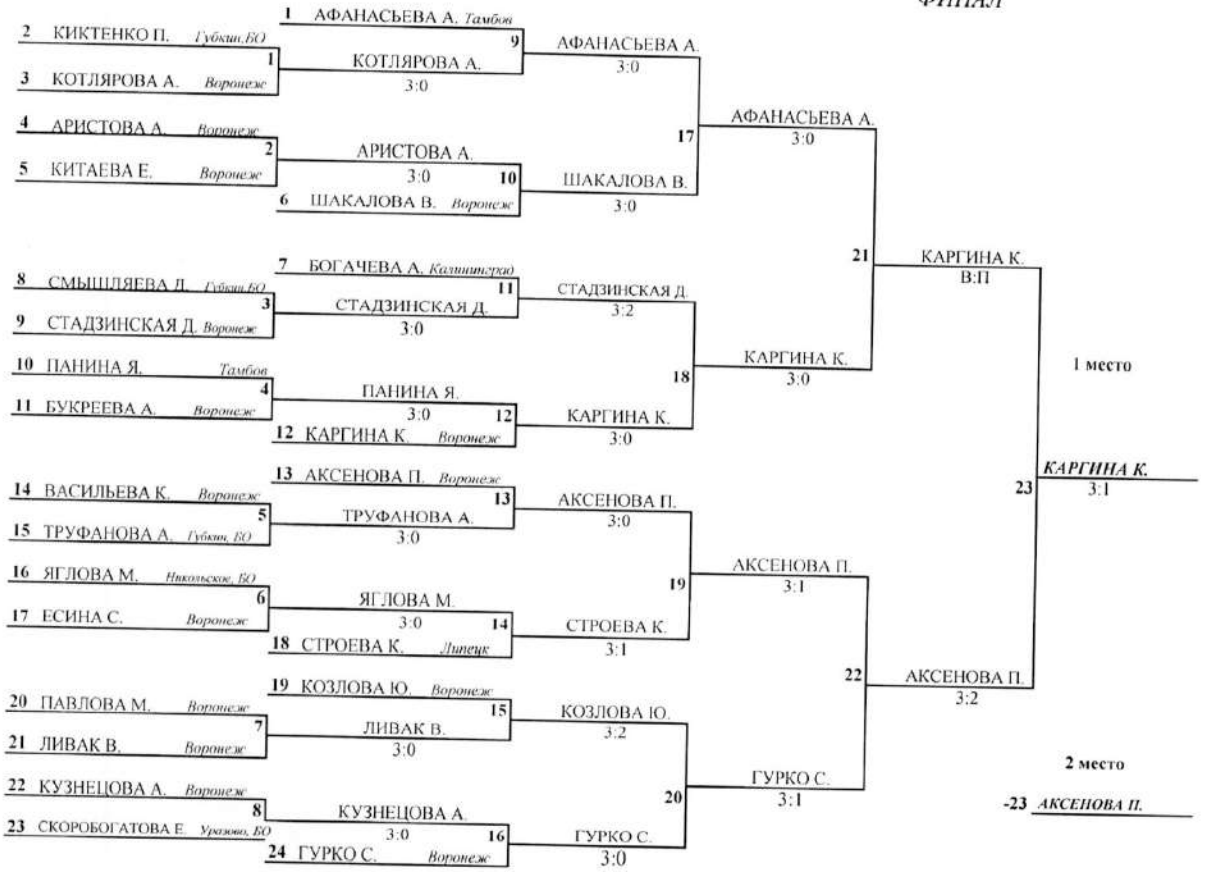 ФИНАЛ
1 АФАНАСЬЕВА А. Тамбов
2 КИКТЕНКО П. Губкин,БО
9
АФАНАСЬЕВА А.
3:0
1
КОТЛЯРОВА А.
3:0
3 КОТЛЯРОВА А. Воронеж
АФАНАСЬЕВА А.
3:0
4 АРИСТОВА А. Воронеж
17
2
АРИСТОВА А.
3:0
5 КИТАЕВА Е. Воронеж
10
ШАКАЛОВА В.
3:0
6 ШАКАЛОВА В. Воронеж
21
КАРГИНА К.
В:П
7 БОГАЧЕВА А. Калининград
8 СМЫШЛЯЕВА Д. Губкин,БО
11
СТАДЗИНСКАЯ Д.
3:2
3
СТАДЗИНСКАЯ Д.
3:0
9 СТАДЗИНСКАЯ Д. Воронеж
10 ПАНИНА Я. Тамбов
18
КАРГИНА К.
3:0
1 место
4
ПАНИНА Я.
3:0
11 БУКРЕЕВА А. Воронеж
12
КАРГИНА К.
3:0
12 КАРГИНА К. Воронеж
13 АКСЕНОВА П. Воронеж
23
КАРГИНА К.
3:1
14 ВАСИЛЬЕВА К. Воронеж
13
АКСЕНОВА П.
3:0
5
ТРУФАНОВА А.
3:0
15 ТРУФАНОВА А. Губкин, БО
16 ЯГЛОВА М. Никольское, БО
19
АКСЕНОВА П.
3:1
6
ЯГЛОВА М.
3:0
17 ЕСИНА С. Воронеж
14
СТРОЕВА К.
3:1
18 СТРОЕВА К. Липецк
22
АКСЕНОВА П.
3:2
19 КОЗЛОВА Ю. Воронеж
20 ПАВЛОВА М. Воронеж
15
КОЗЛОВА Ю.
3:2
7
ЛИВАК В.
3:0
21 ЛИВАК В. Воронеж
2 место
22 КУЗНЕЦОВА А. Воронеж
20
ГУРКО С.
3:1
-23 АКСЕНОВА П.
8
КУЗНЕЦОВА А.
3:0
23 СКОРОБОГАТОВА Е. Уразово, БО
16
ГУРКО С.
3:0
24 ГУРКО С. Воронеж